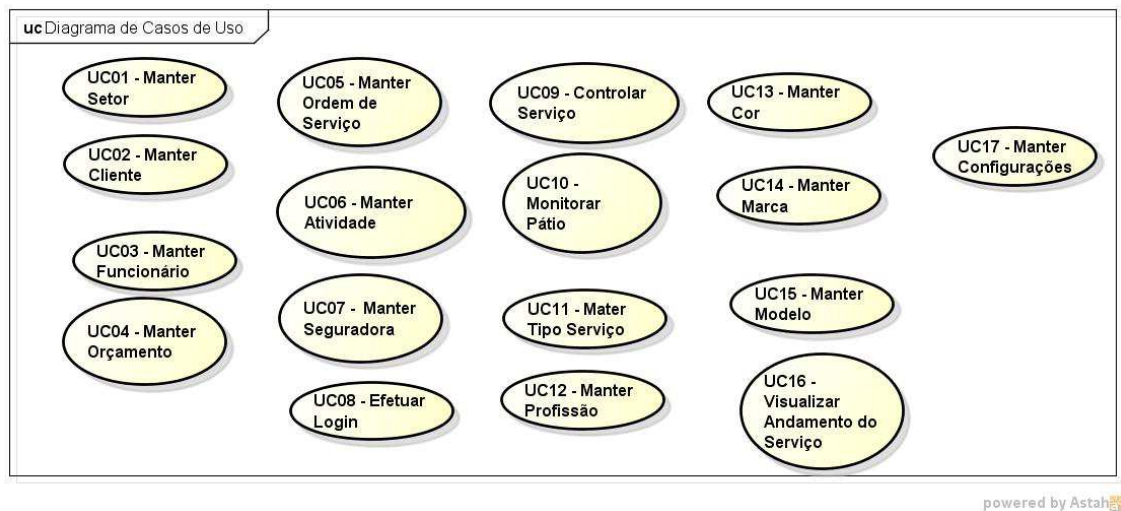 uc Diagrama de Casos de Uso
UC01 - Manter
Setor
UC02 - Manter
Cliente
UC03 - Manter
Funcionário
UC04 - Manter
Orçamento
UC05 - Manter
Ordem de
Serviço
UC06 - Manter
Atividade
UC07 - Manter
Seguradora
UC08 - Efetuar
Login
UC09 - Controlar
Serviço
UC10 -
Monitorar
Pátio
UC11 - Mater
Tipo Serviço
UC12 - Manter
Profissão
UC13 - Manter
Cor
UC14 - Manter
Marca
UC15 - Manter
Modelo
UC16 -
Visualizar
Andamento do
Serviço
UC17 - Manter
Configurações
powered by Astah